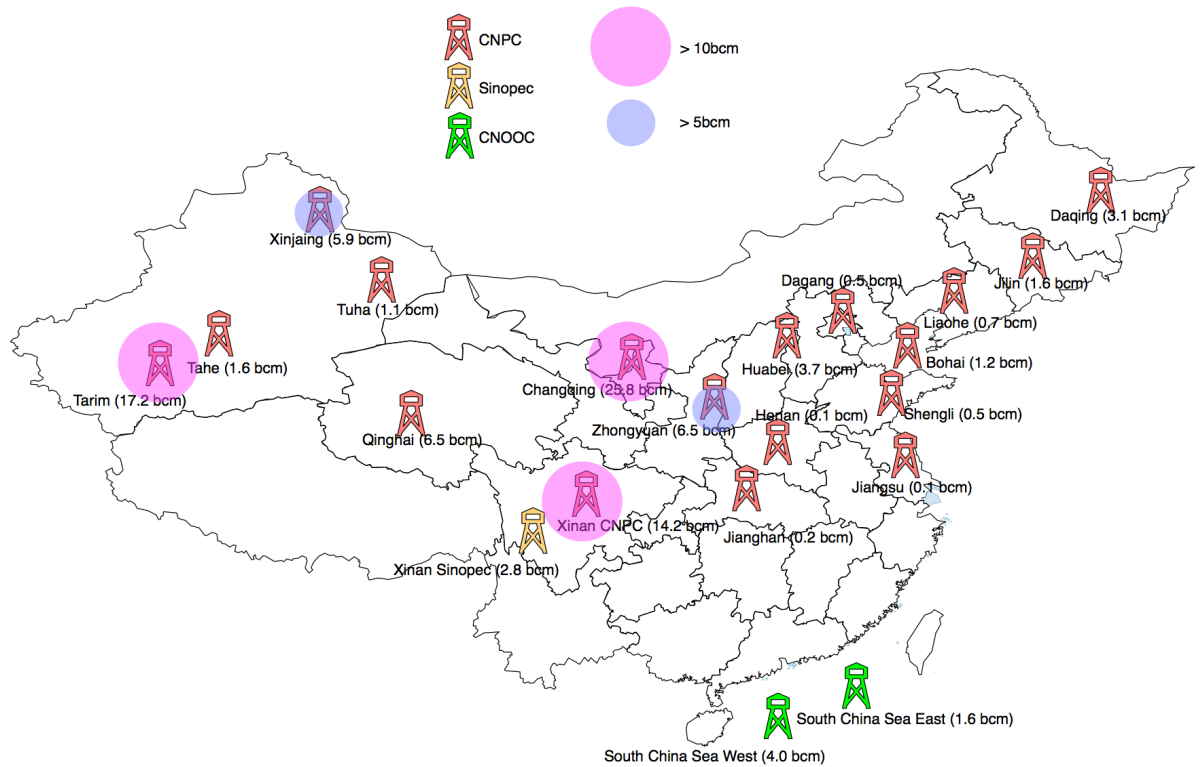 CNPC
> 10bcm
Sinopec
> 5bcm
CNOOC
Daqing (3.1 bcm)
Xinjaing (5.9 bcm)
Dagang (0.5 bcm)
Jilin (1.6 bcm)
Tuha (1.1 bcm)
Liaohe (0.7 bcm)
Bohai (1.2 bcm)
Tahe (1.6 bcm)
Huabei (3.7 bcm)
Changqing (25.8 bcm)
Tarim (17.2 bcm)
Henan (0.1 bcm)
Shengli (0.5 bcm)
Zhongyuan (6.5 bcm)
Qinghai (6.5 bcm)
Jiangsu (0.1 bcm)
Xinan CNPC (14.2 bcm)
Jianghan (0.2 bcm)
Xinan Sinopec (2.8 bcm)
South China Sea East (1.6 bcm)
South China Sea West (4.0 bcm)